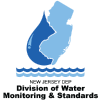 NEW JERSEY DEP
Division of Water
Monitoring & Standards